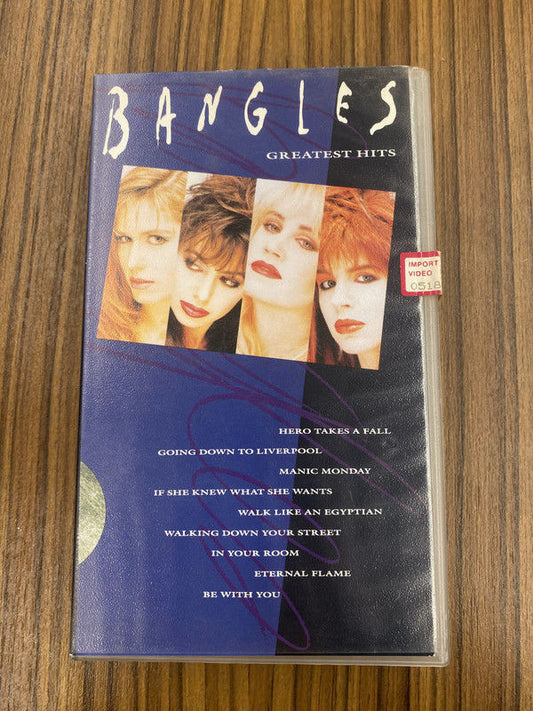 BANGLES
GREATEST HITS
IMPORT
VIDEO
0518
HERO TAKES A FALL
GOING DOWN TO LIVERPOOL
MANIC MONDAY
IF SHE KNEW WHAT SHE WANTS
WALK LIKE AN EGYPTIAN
WALKING DOWN YOUR STREET
IN YOUR ROOM
ETERNAL FLAME
BE WITH YOU